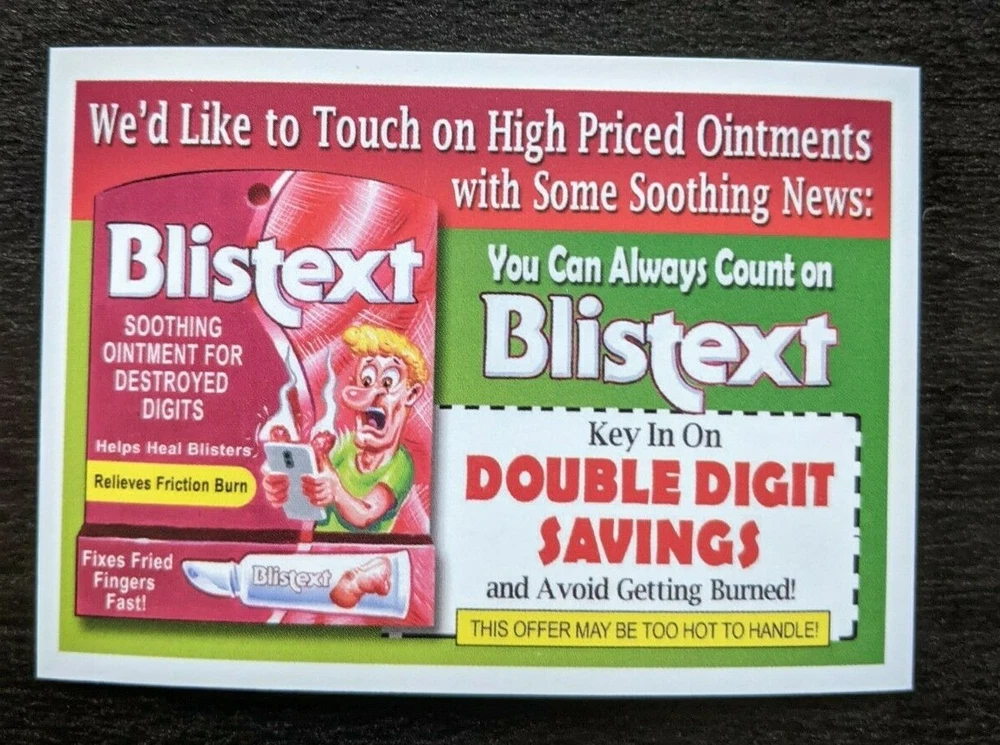 We'd Like to Touch on High Priced Ointments
with Some Soothing News:
Blistext
SOOTHING
OINTMENT FOR
DESTROYED
DIGITS
Helps Heal Blisters
Relieves Friction Burn
Fixes Fried
Fingers
Fast!
Blistext
You Can Always Count on
Blistext
Key In On
DOUBLE DIGIT
SAVINGS
and Avoid Getting Burned!
THIS OFFER MAY BE TOO HOT TO HANDLE!